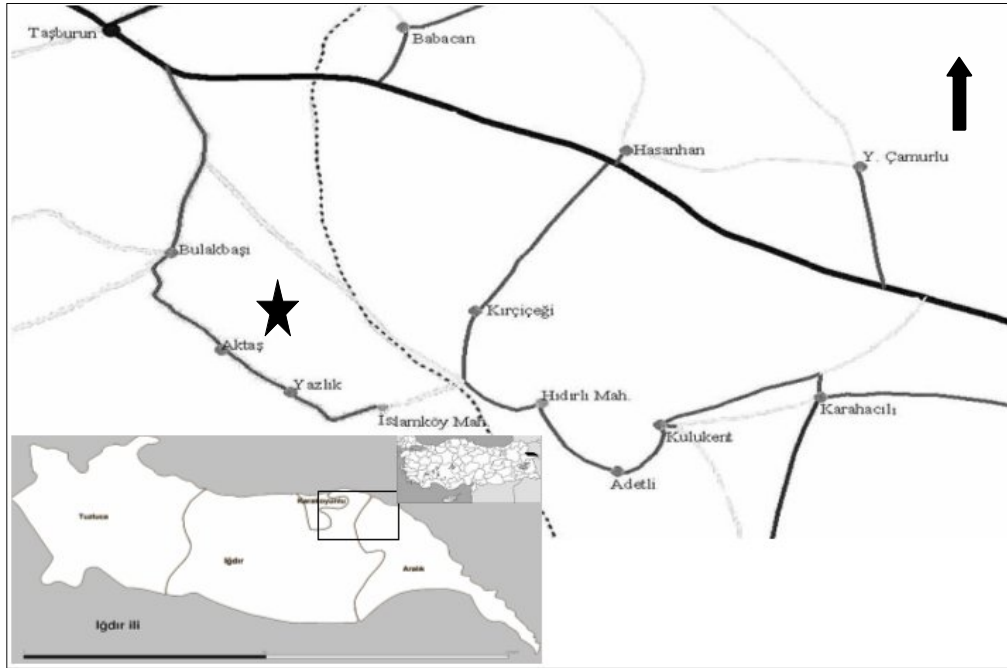 Taşburun
Babacan
Hasanhan
Y. Çamurlu
Bulakbaşı
Kırçiçeği
Aktaş
Yazlık
İslamköy Mah.
Hıdırlı Mah.
Karahacılı
Kulukent
Adetli
Karakoyunlu
Tuzluca
Iğdır
Aralık
Iğdır ili